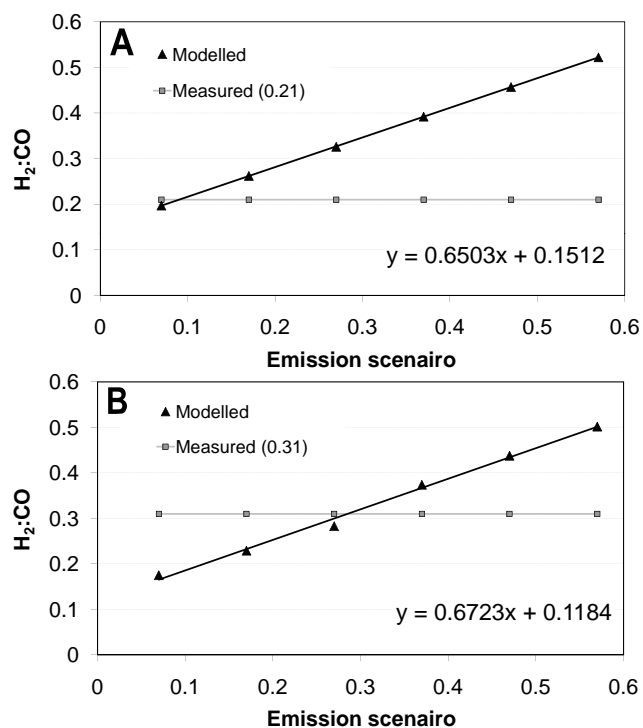 A
Modelled
Measured (0.21)
0.6
0.5
0.4
0.3
0.2
0.1
0
H₂:CO
y = 0.6503x + 0.1512
0 0.1 0.2 0.3 0.4 0.5 0.6
Emission scenairo
B
Modelled
Measured (0.31)
0.6
0.5
0.4
0.3
0.2
0.1
0
H₂:CO
y = 0.6723x + 0.1184
0 0.1 0.2 0.3 0.4 0.5 0.6
Emission scenairo